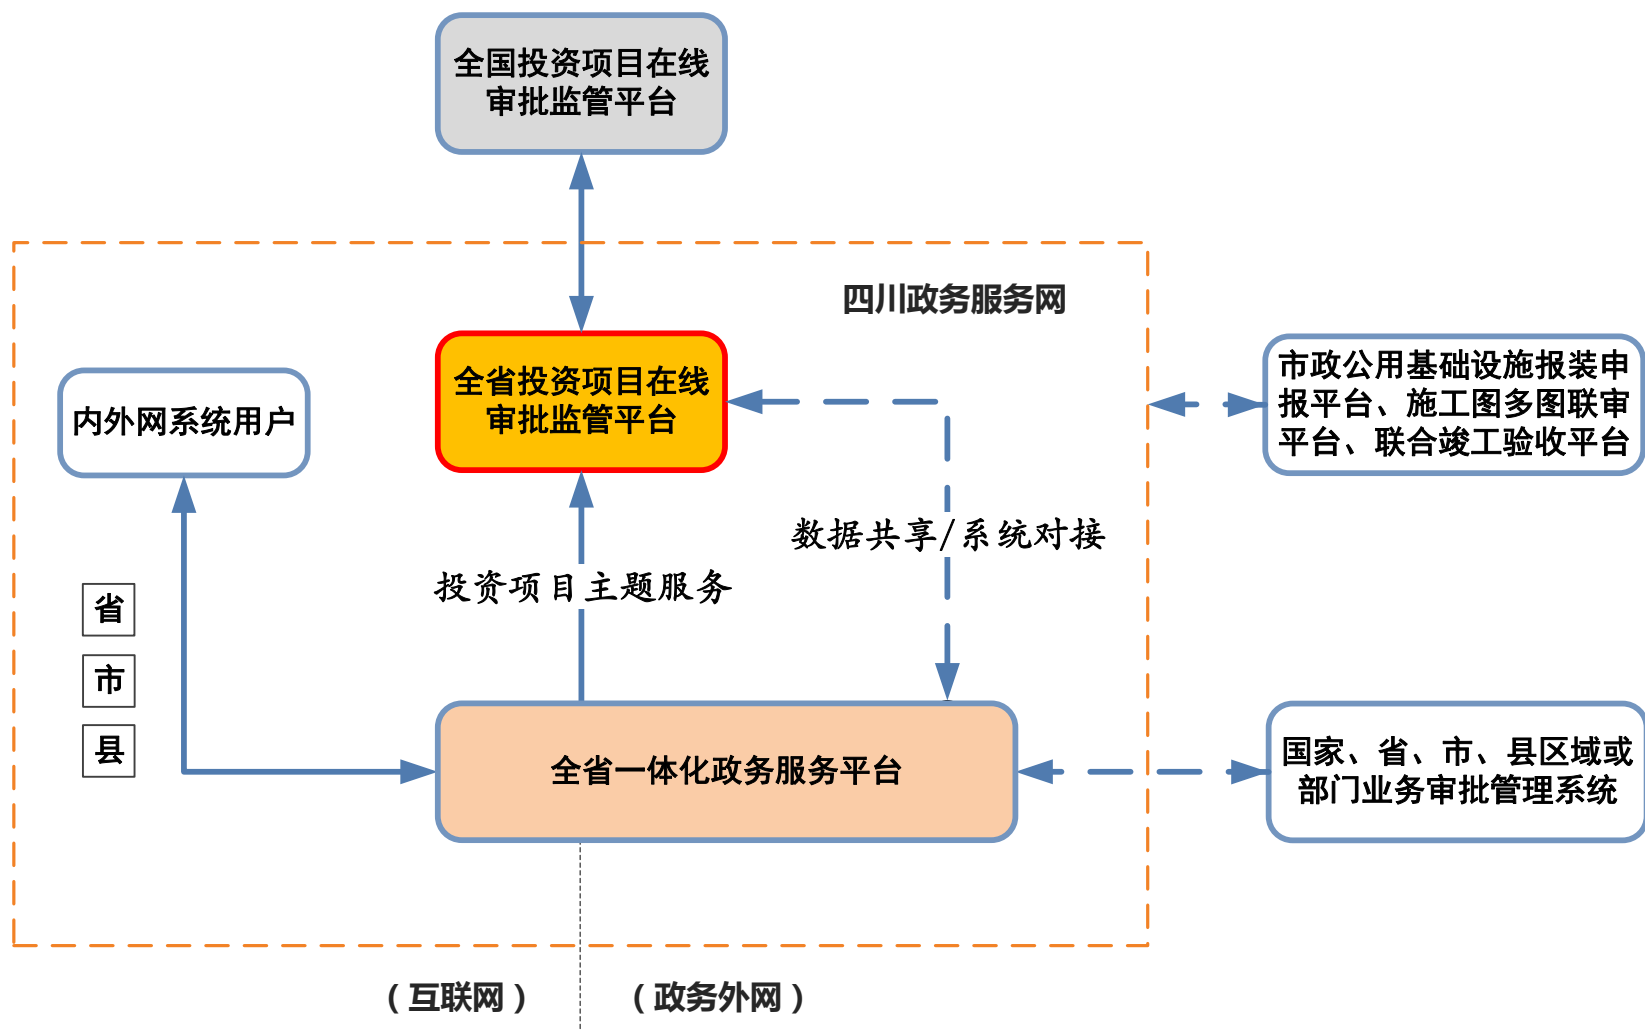 全国投资项目在线
审批监管平台
四川政务服务网
全省投资项目在线
审批监管平台
内外网系统用户
市政公用基础设施报装申
报平台、施工图多图联审
平台、联合竣工验收平台
数据共享/系统对接
投资项目主题服务
省
市
县
全省一体化政务服务平台
国家、省、市、县区域或
部门业务审批管理系统
（互联网）
（政务外网）